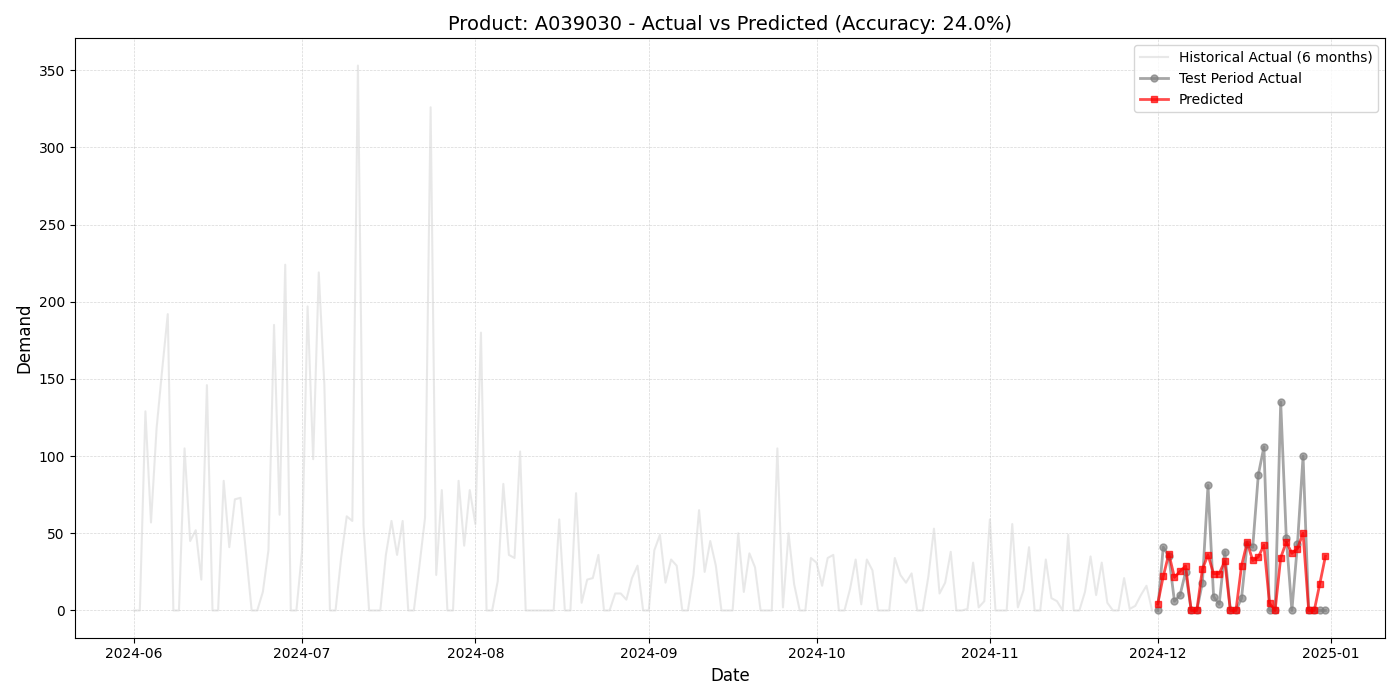 Product: A039030 - Actual vs Predicted (Accuracy: 24.0%)
Historical Actual (6 months)
Test Period Actual
Predicted
Demand
350
300
250
200
150
100
50
0
2024-06
2024-07
2024-08
2024-09
2024-10
2024-11
2024-12
2025-01
Date